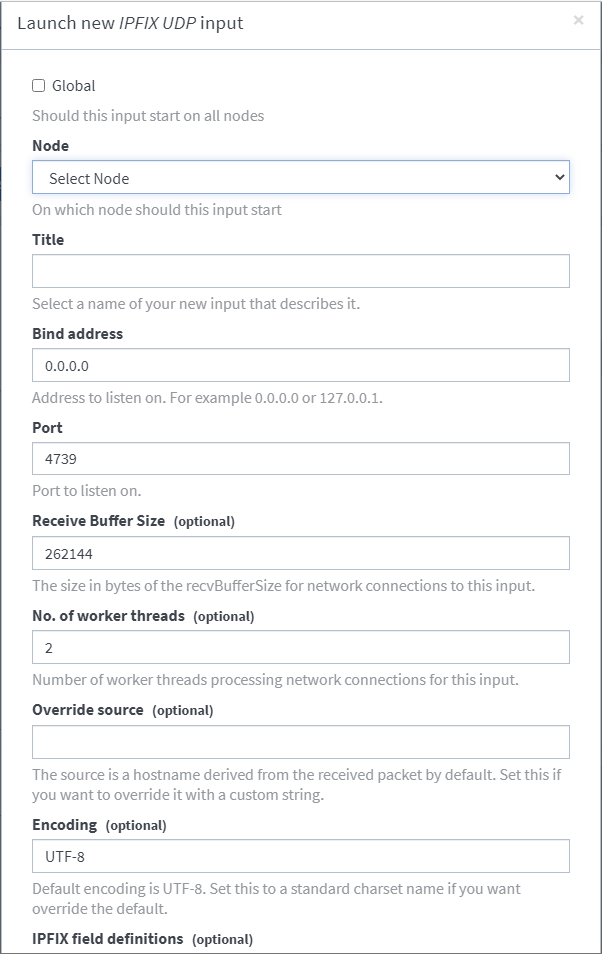 Launch new IPFIX UDP input ×
Global
Should this input start on all nodes
Node
Select Node
On which node should this input start
Title
Select a name of your new input that describes it.
Bind address
0.0.0.0
Address to listen on. For example 0.0.0.0 or 127.0.0.1.
Port
4739
Port to listen on.
Receive Buffer Size (optional)
262144
The size in bytes of the recvBufferSize for network connections to this input.
No. of worker threads (optional)
2
Number of worker threads processing network connections for this input.
Override source (optional)
The source is a hostname derived from the received packet by default. Set this if
you want to override it with a custom string.
Encoding (optional)
UTF-8
Default encoding is UTF-8. Set this to a standard charset name if you want
override the default.
IPFIX field definitions (optional)